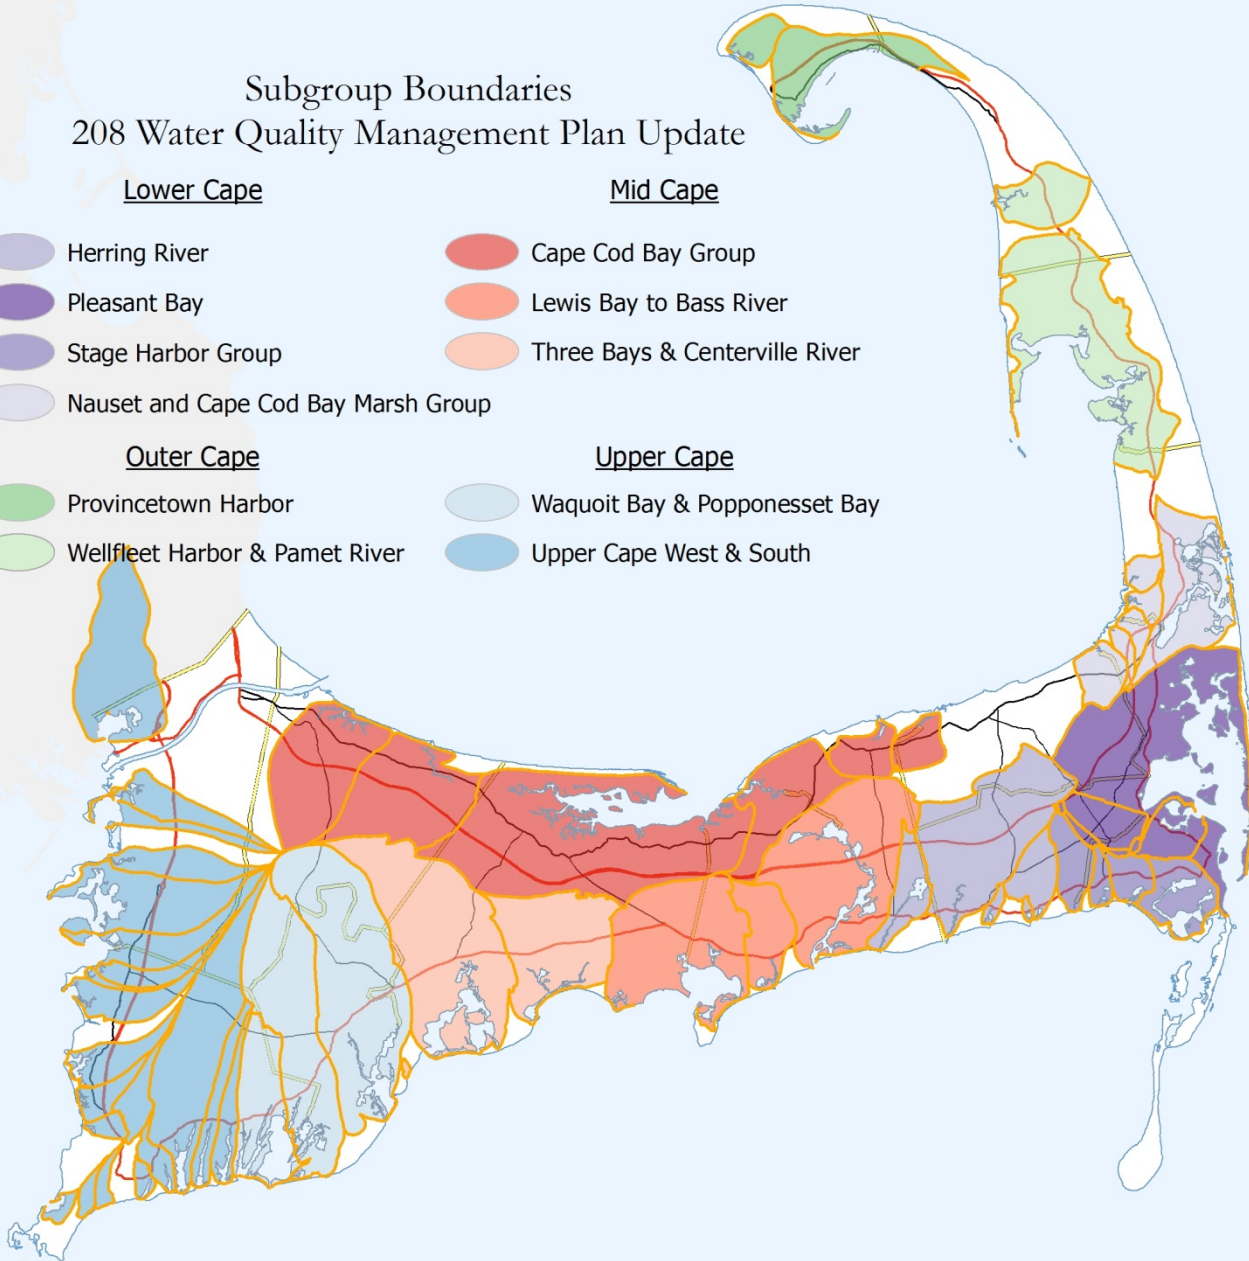 Subgroup Boundaries
208 Water Quality Management Plan Update
Lower Cape
Herring River
Pleasant Bay
Stage Harbor Group
Nauset and Cape Cod Bay Marsh Group
Mid Cape
Cape Cod Bay Group
Lewis Bay to Bass River
Three Bays & Centerville River
Outer Cape
Provincetown Harbor
Wellfleet Harbor & Pamet River
Upper Cape
Waquoit Bay & Popponesset Bay
Upper Cape West & South